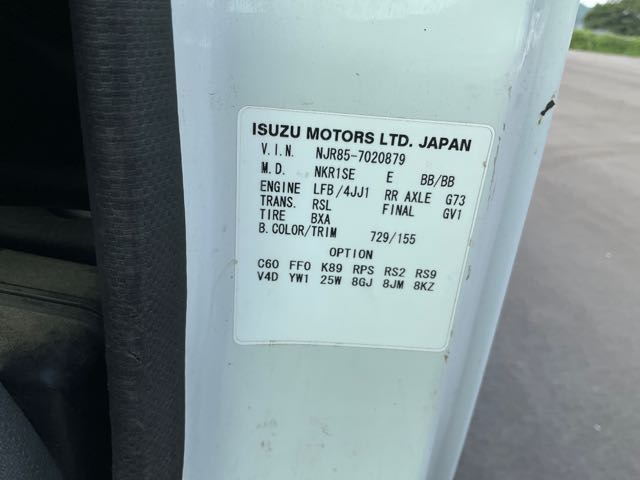 ISUZU MOTORS LTD. JAPAN
V.I.N. NJR85-7020879
M.D. NKR1SE E BB/BB
ENGINE LFB/4JJ1 RR AXLE G73
TRANS. RSL FINAL GV1
TIRE BXA
B.COLOR/TRIM 729/155
OPTION
C60 FF0 K89 RPS RS2 RS9
V4D YW1 25W 8GJ 8JM 8KZ